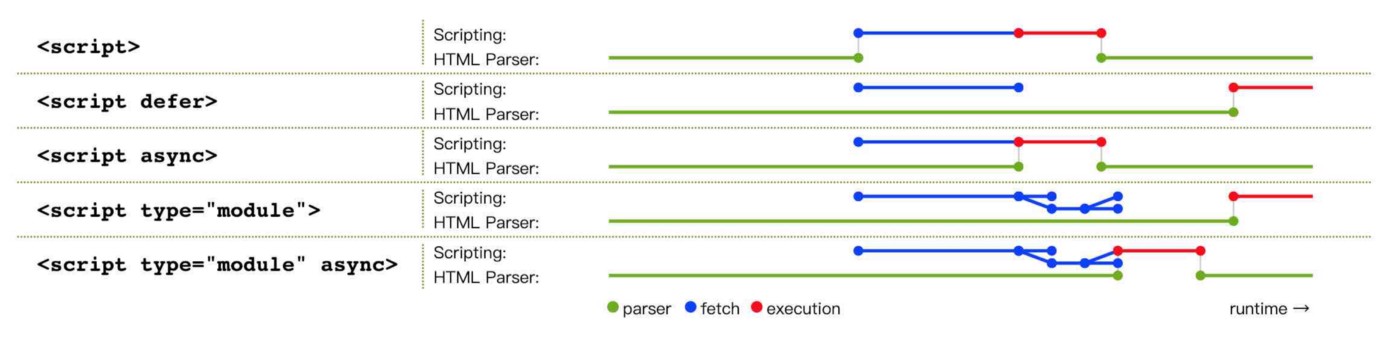 <script>
Scripting:
HTML Parser:
<script defer>
Scripting:
HTML Parser:
<script async>
Scripting:
HTML Parser:
<script type="module">
Scripting:
HTML Parser:
<script type="module" async>
Scripting:
HTML Parser:
parser fetch execution runtime →